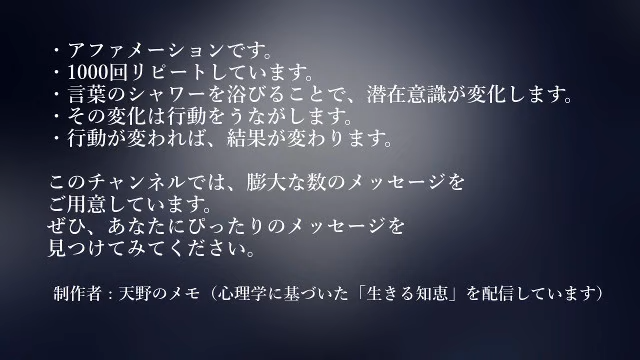 ・アファメーションです。
・1000回リピートしています。
・言葉のシャワーを浴びることで、潜在意識が変化します。
・その変化は行動をうながします。
・行動が変われば、結果が変わります。
このチャンネルでは、膨大な数のメッセージを
ご用意しています。
ぜひ、あなたにぴったりのメッセージを
見つけてみてください。
制作者：天野のメモ（心理学に基づいた「生きる知恵」を配信しています）